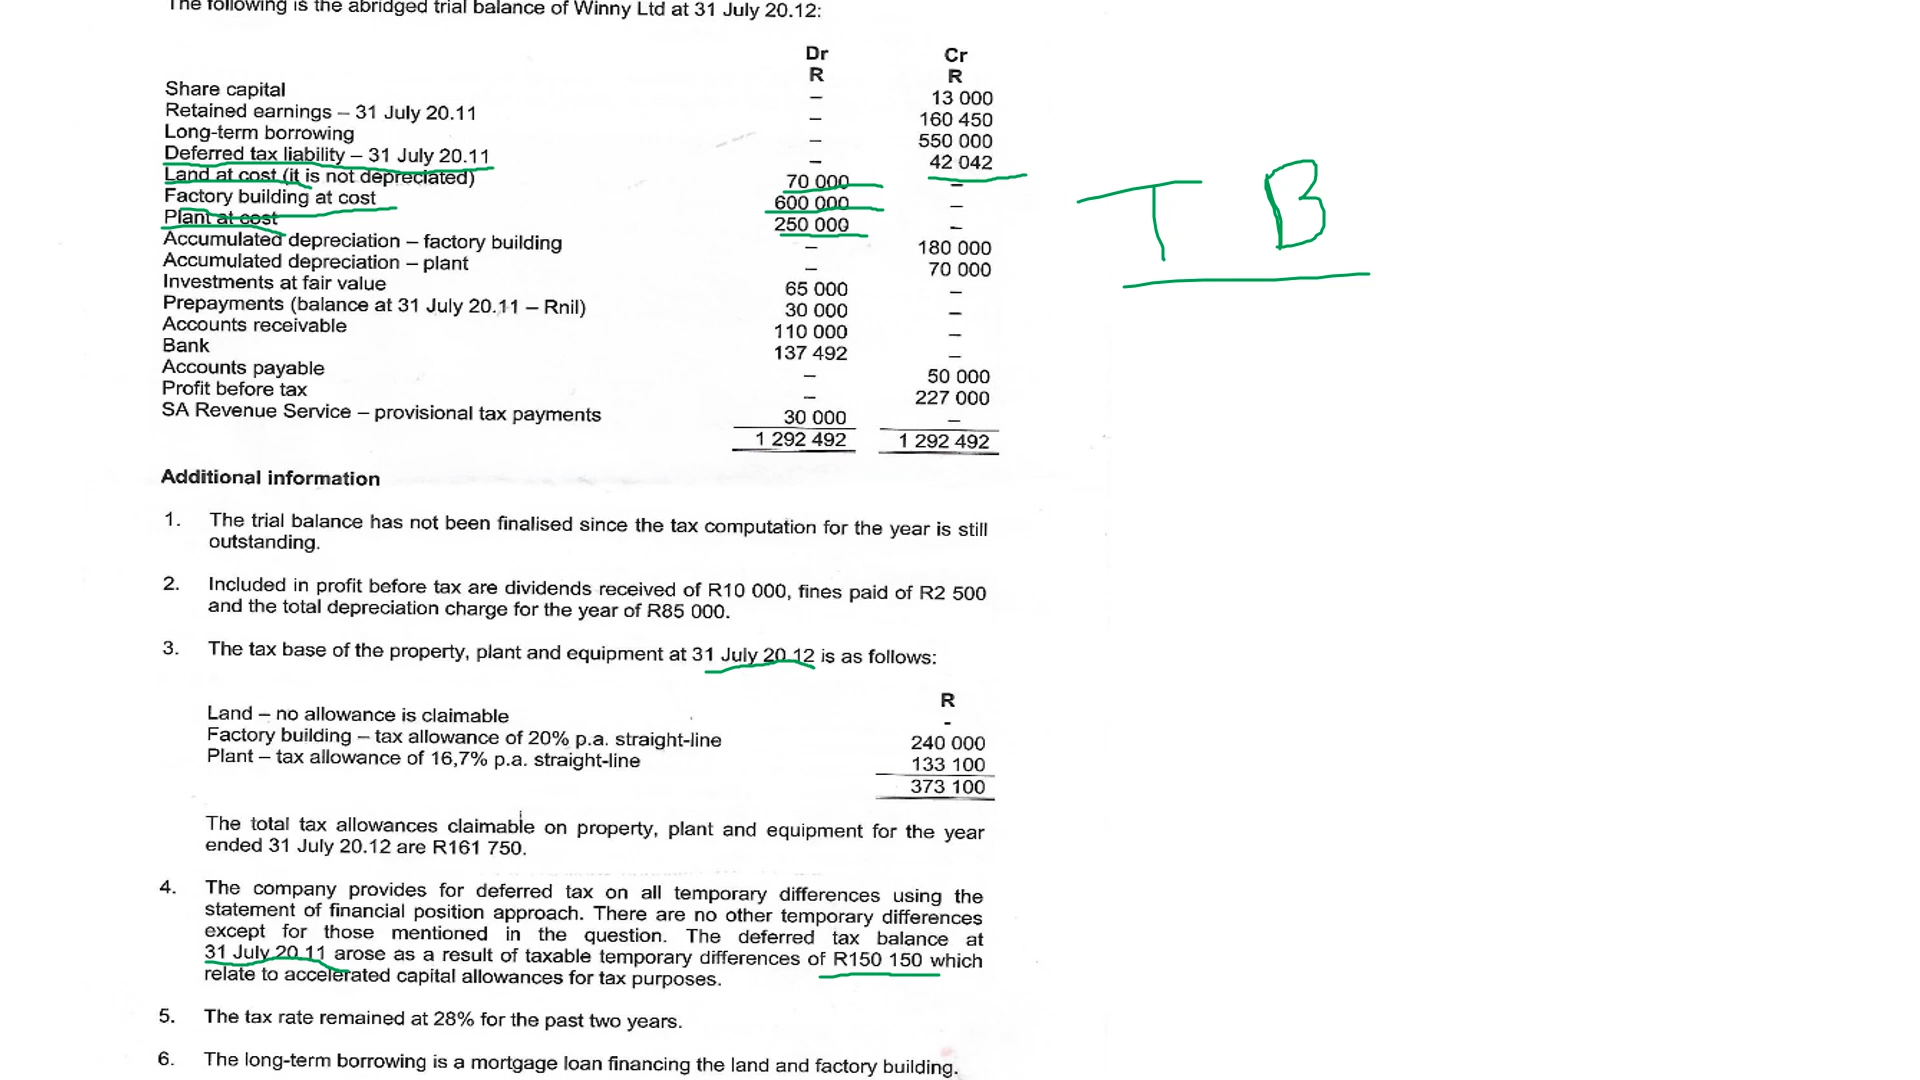 The following is the abridged trial balance of Winny Ltd at 31 July 20.12:
Dr Cr
R R
Share capital – 13 000
Retained earnings – 31 July 20.11 – 160 450
Long-term borrowing – 550 000
Deferred tax liability – 31 July 20.11 – 42 042
Land at cost (it is not depreciated) 70 000 –
Factory building at cost 600 000 –
Plant at cost 250 000 –
Accumulated depreciation – factory building – 180 000
Accumulated depreciation – plant – 70 000
Investments at fair value 65 000 –
Prepayments (balance at 31 July 20.11 – Rnil) 30 000 –
Accounts receivable 110 000 –
Bank 137 492 –
Accounts payable – 50 000
Profit before tax – 227 000
SA Revenue Service – provisional tax payments 30 000 –
1 292 492 1 292 492
T B
Additional information
1. The trial balance has not been finalised since the tax computation for the year is still
outstanding.
2. Included in profit before tax are dividends received of R10 000, fines paid of R2 500
and the total depreciation charge for the year of R85 000.
3. The tax base of the property, plant and equipment at 31 July 20.12 is as follows:
R
Land – no allowance is claimable -
Factory building – tax allowance of 20% p.a. straight-line 240 000
Plant – tax allowance of 16,7% p.a. straight-line 133 100
373 100
The total tax allowances claimable on property, plant and equipment for the year
ended 31 July 20.12 are R161 750.
4. The company provides for deferred tax on all temporary differences using the
statement of financial position approach. There are no other temporary differences
except for those mentioned in the question. The deferred tax balance at
31 July 20.11 arose as a result of taxable temporary differences of R150 150 which
relate to accelerated capital allowances for tax purposes.
5. The tax rate remained at 28% for the past two years.
6. The long-term borrowing is a mortgage loan financing the land and factory building.